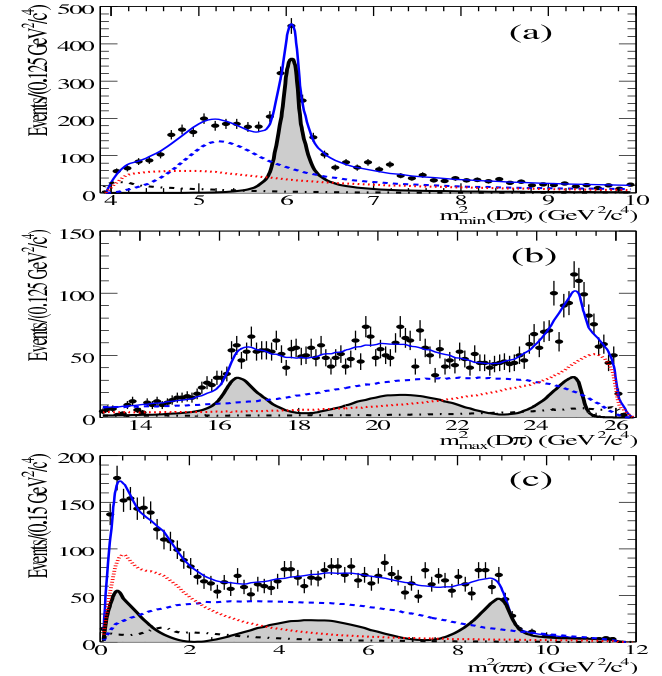 500
400
300
200
100
0
Events/(0.125 GeV²/c⁴)
(a)
4 5 6 7 8 9 10
m²min(Dπ) (GeV²/c⁴)
150
100
50
0
Events/(0.125 GeV²/c⁴)
(b)
14 16 18 20 22 24 26
m²max(Dπ) (GeV²/c⁴)
200
150
100
50
0
Events/(0.15 GeV²/c⁴)
(c)
0 2 4 6 8 10 12
m²(ππ) (GeV²/c⁴)